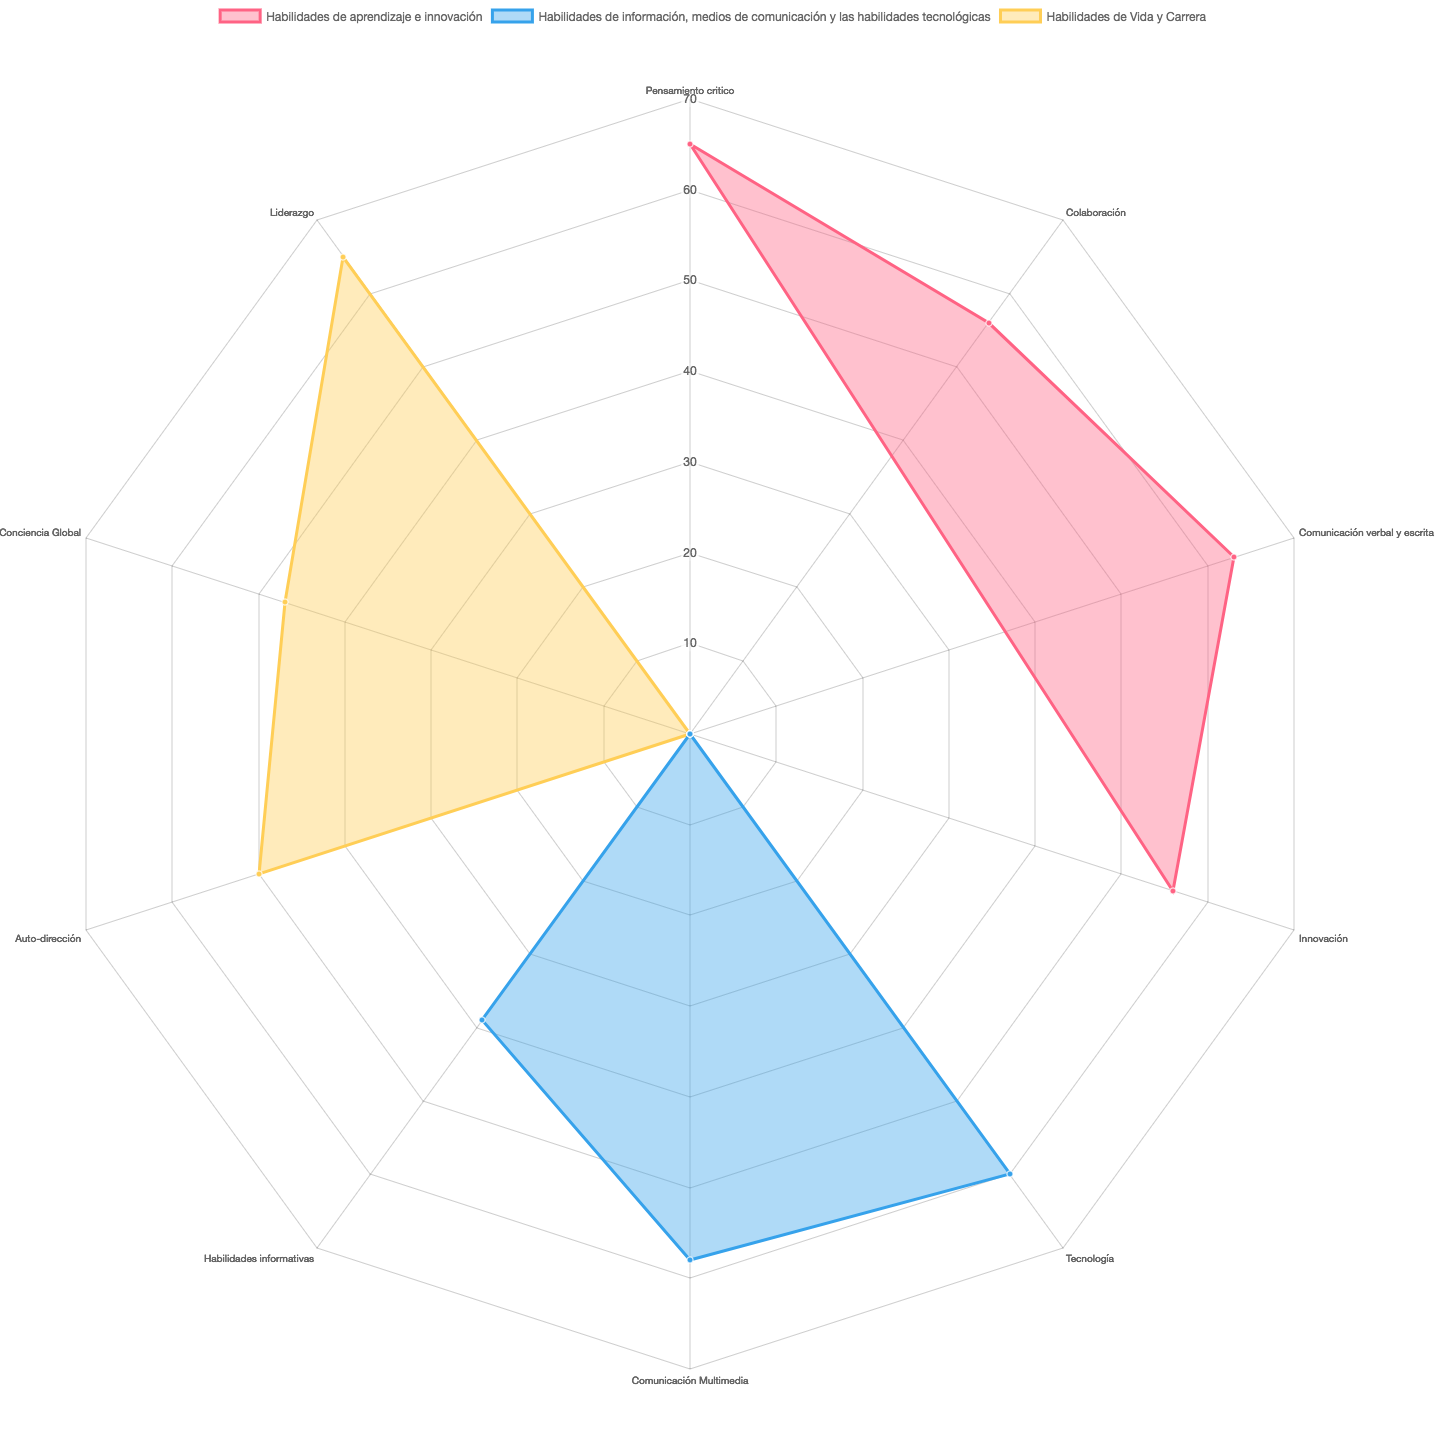 Habilidades de aprendizaje e innovación
Habilidades de información, medios de comunicación y las habilidades tecnológicas
Habilidades de Vida y Carrera
Pensamiento critico
70
60
50
40
30
20
10
Liderazgo
Colaboración
Conciencia Global
Comunicación verbal y escrita
Auto-dirección
Innovación
Habilidades informativas
Tecnología
Comunicación Multimedia